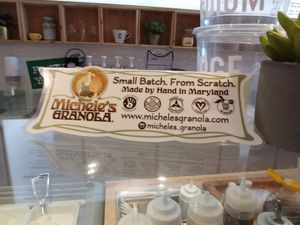 Small Batch. From Scratch.
Made by Hand in Maryland
Michele's
GRANOLA
www.michelesgranola.com
micheles_granola